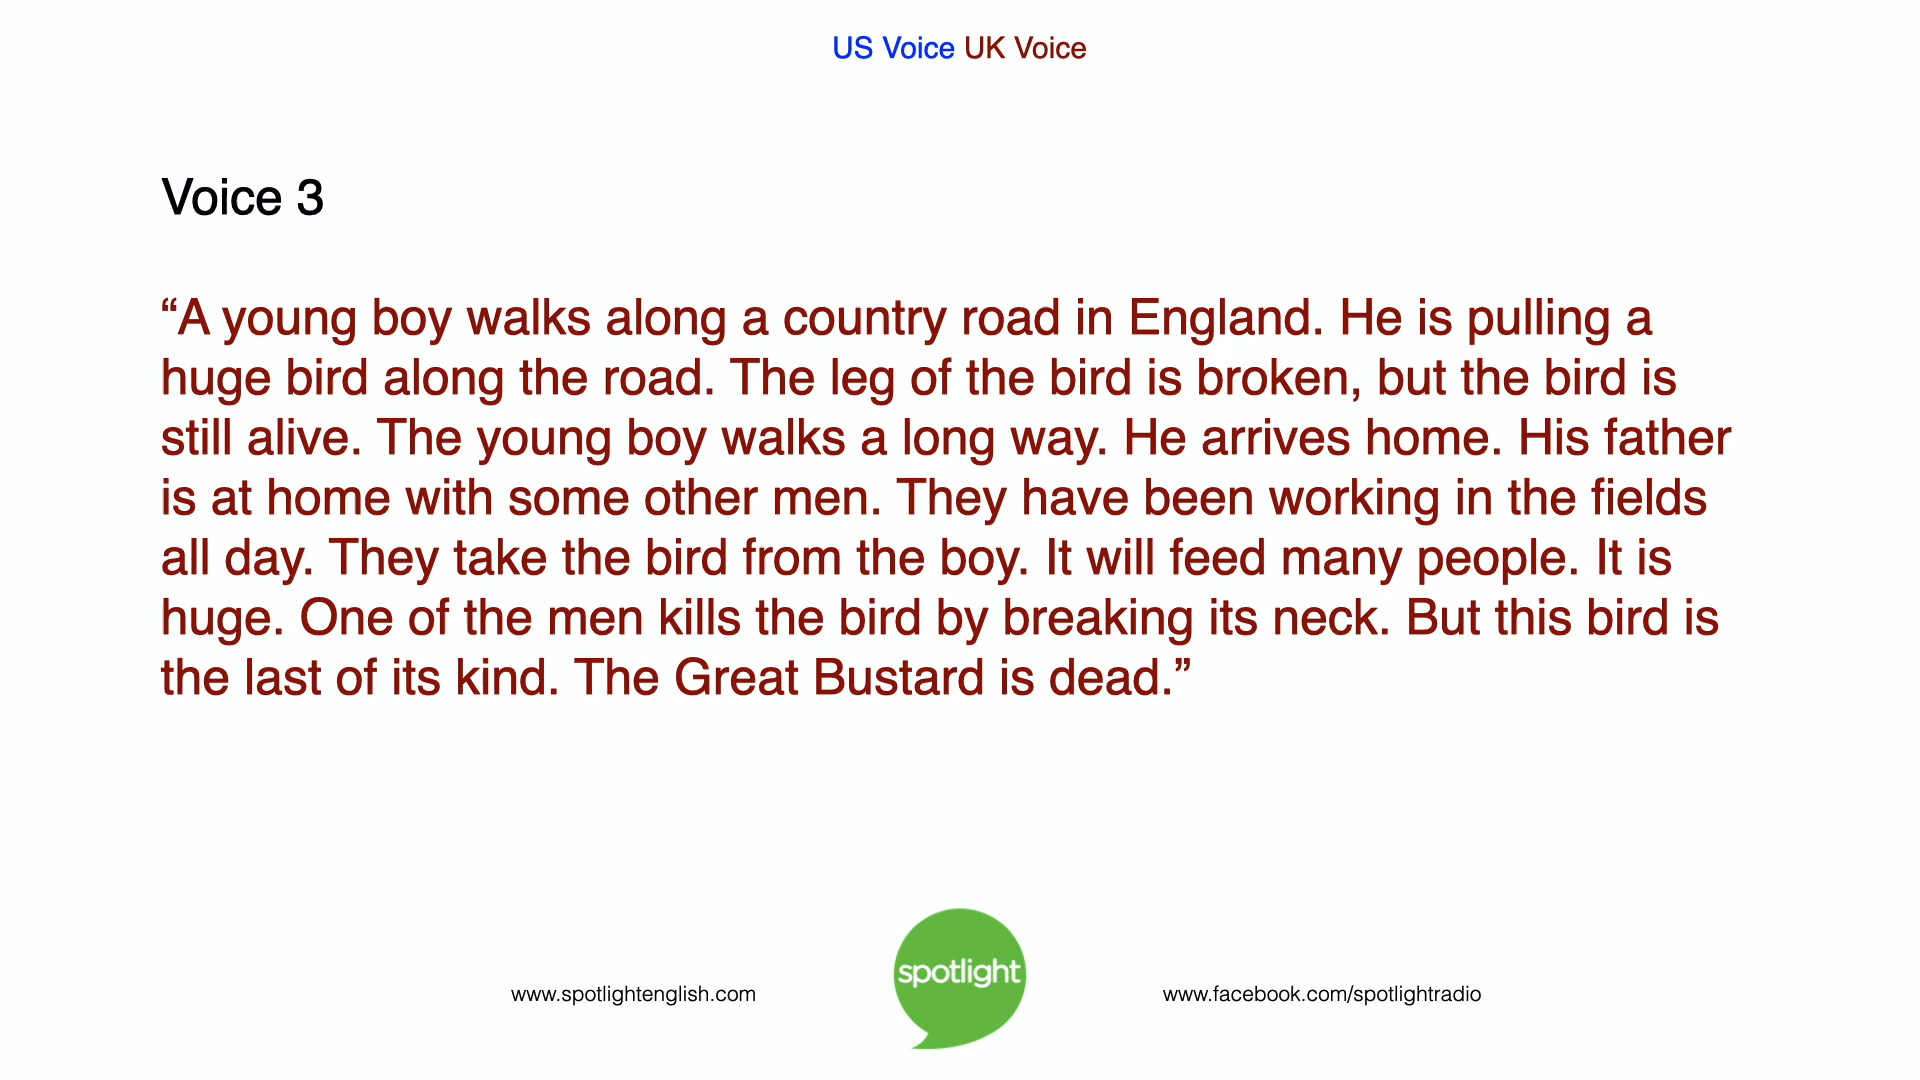 US Voice UK Voice
Voice 3
“A young boy walks along a country road in England. He is pulling a
huge bird along the road. The leg of the bird is broken, but the bird is
still alive. The young boy walks a long way. He arrives home. His father
is at home with some other men. They have been working in the fields
all day. They take the bird from the boy. It will feed many people. It is
huge. One of the men kills the bird by breaking its neck. But this bird is
the last of its kind. The Great Bustard is dead.”
spotlight
www.spotlightenglish.com
www.facebook.com/spotlightradio